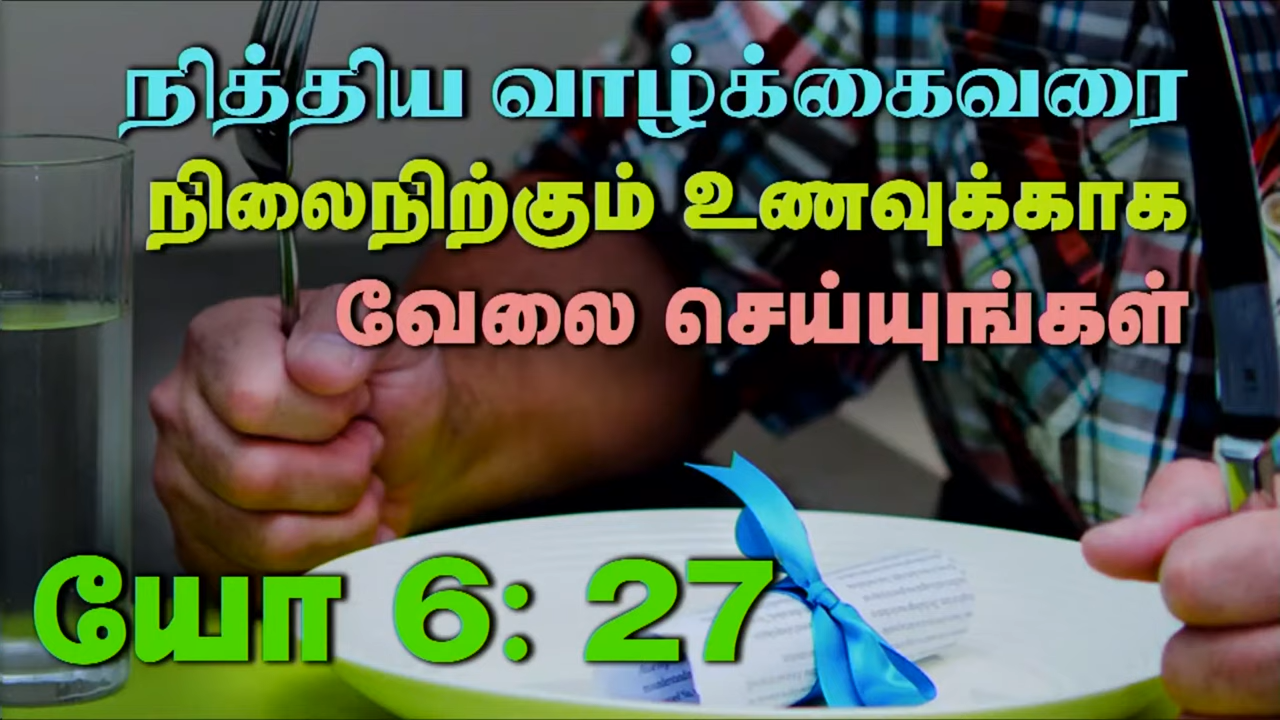 நித்திய வாழ்க்கைவரை
நிலைநிற்கும் உணவுக்காக
வேலை செய்யுங்கள்
யோ 6: 27